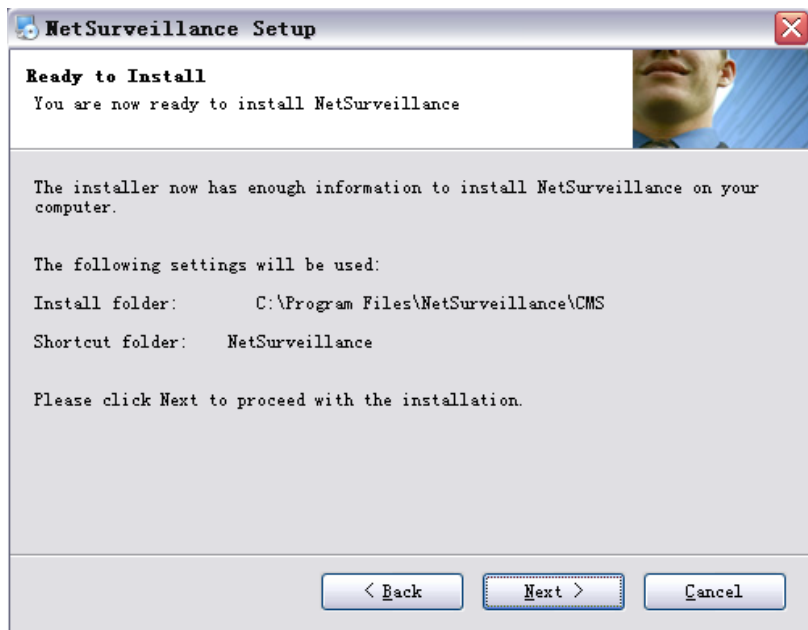 NetSurveillance Setup
Ready to Install
You are now ready to install NetSurveillance
The installer now has enough information to install NetSurveillance on your
computer.
The following settings will be used:
Install folder: C:\Program Files\NetSurveillance\CMS
Shortcut folder: NetSurveillance
Please click Next to proceed with the installation.
< Back Next > Cancel